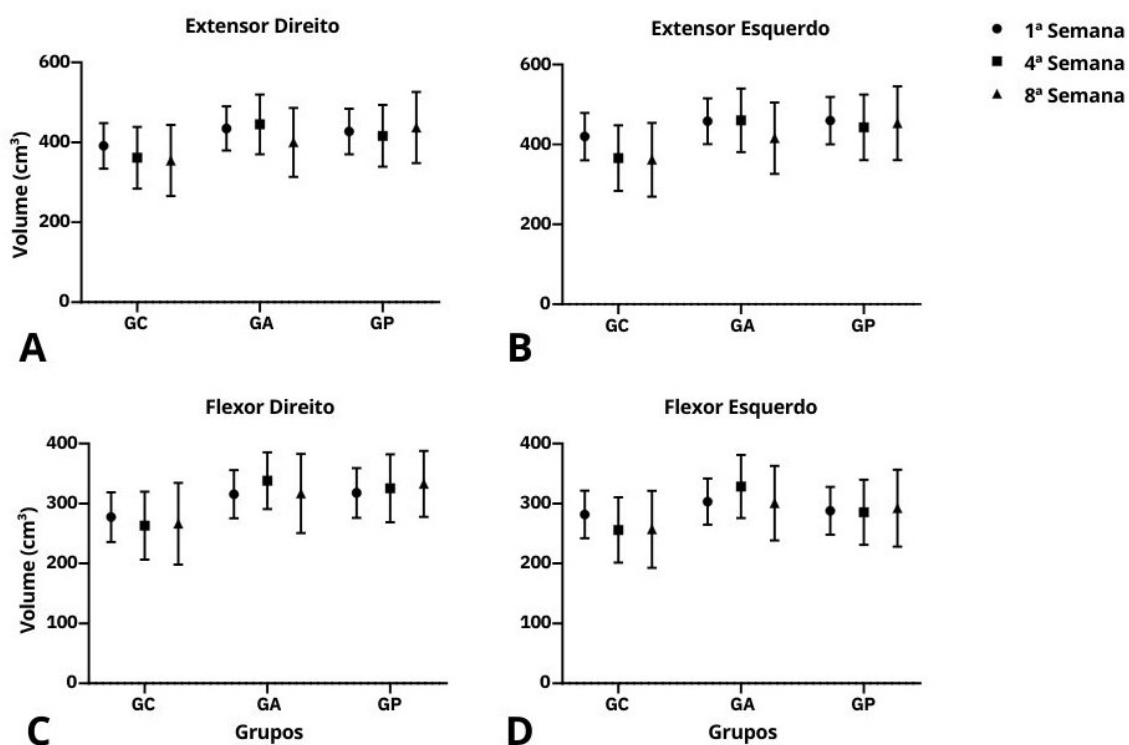 Extensor Direito
600
400
200
0
Volume (cm³)
GC GA GP
A
Extensor Esquerdo
600
400
200
0
GC GA GP
B
1ª Semana
4ª Semana
8ª Semana
Flexor Direito
400
300
200
100
0
Volume (cm³)
GC GA GP
Grupos
C
Flexor Esquerdo
400
300
200
100
0
GC GA GP
Grupos
D